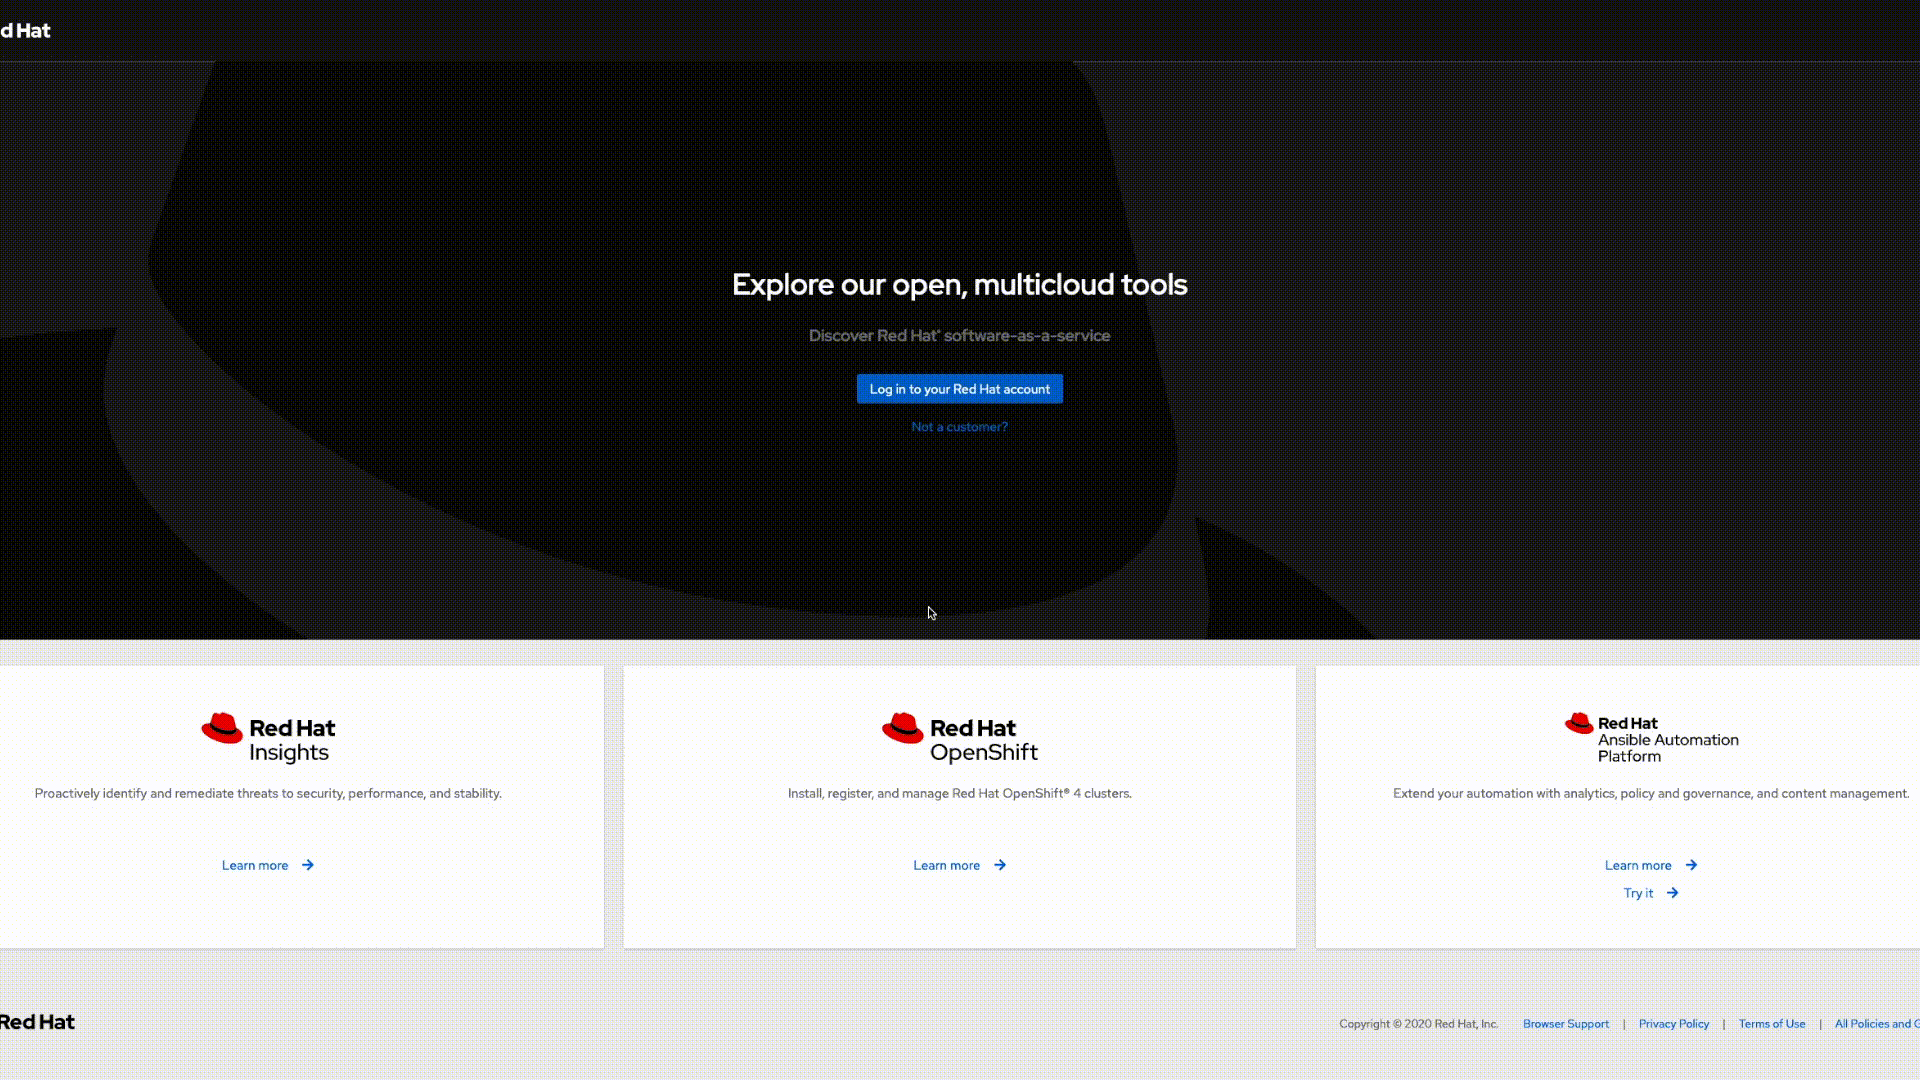 d Hat
Explore our open, multicloud tools
Discover Red Hat® software-as-a-service
Log in to your Red Hat account
Not a customer?
Red Hat
Insights
Proactively identify and remediate threats to security, performance, and stability.
Learn more
Red Hat
OpenShift
Install, register, and manage Red Hat OpenShift® 4 clusters.
Learn more
Red Hat
Ansible Automation
Platform
Extend your automation with analytics, policy and governance, and content management.
Learn more
Try it
Red Hat
Copyright © 2020 Red Hat, Inc. Browser Support | Privacy Policy | Terms of Use | All Policies and G